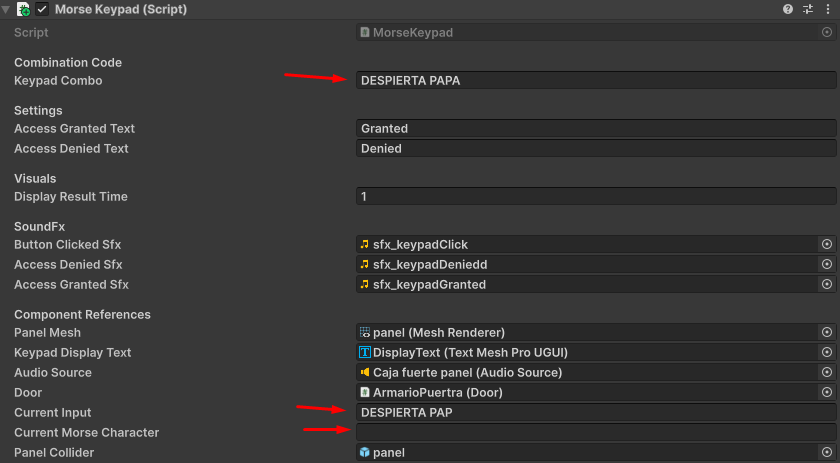 Morse Keypad (Script)
Script MorseKeypad
Combination Code
Keypad Combo DESPIERTA PAPA
Settings
Access Granted Text Granted
Access Denied Text Denied
Visuals
Display Result Time 1
SoundFx
Button Clicked Sfx sfx_keypadClick
Access Denied Sfx sfx_keypadDeniedd
Access Granted Sfx sfx_keypadGranted
Component References
Panel Mesh panel (Mesh Renderer)
Keypad Display Text DisplayText (Text Mesh Pro UGUI)
Audio Source Caja fuerte panel (Audio Source)
Door ArmarioPuertra (Door)
Current Input DESPIERTA PAP
Current Morse Character
Panel Collider panel